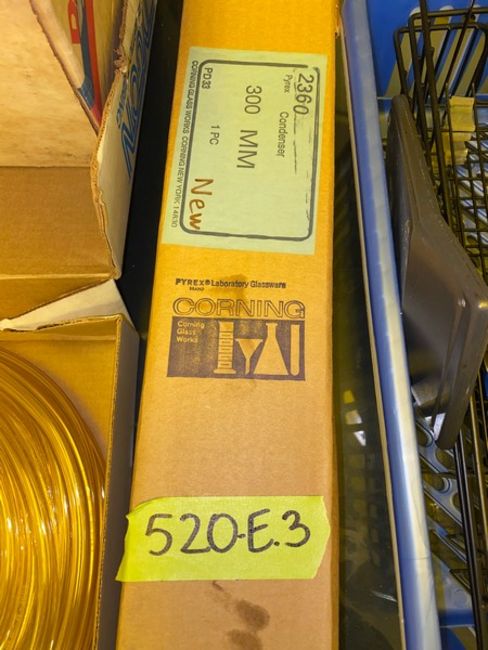 2360
Pyrex
Condenser
300 MM
PD33
1 PC
New
CORNING GLASS WORKS CORNING NEW YORK 14830
PYREX® Laboratory Glassware
BRAND
CORNING
Corning
Glass
Works
520-E.3